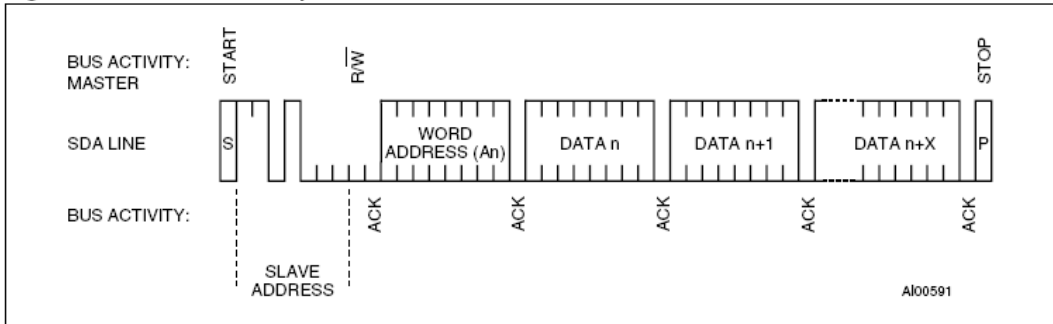 BUS ACTIVITY:
MASTER
START
R/W
STOP
SDA LINE
S
WORD
ADDRESS (An)
DATA n
DATA n+1
DATA n+X
P
BUS ACTIVITY:
ACK
ACK
ACK
ACK
ACK
SLAVE
ADDRESS
AI00591